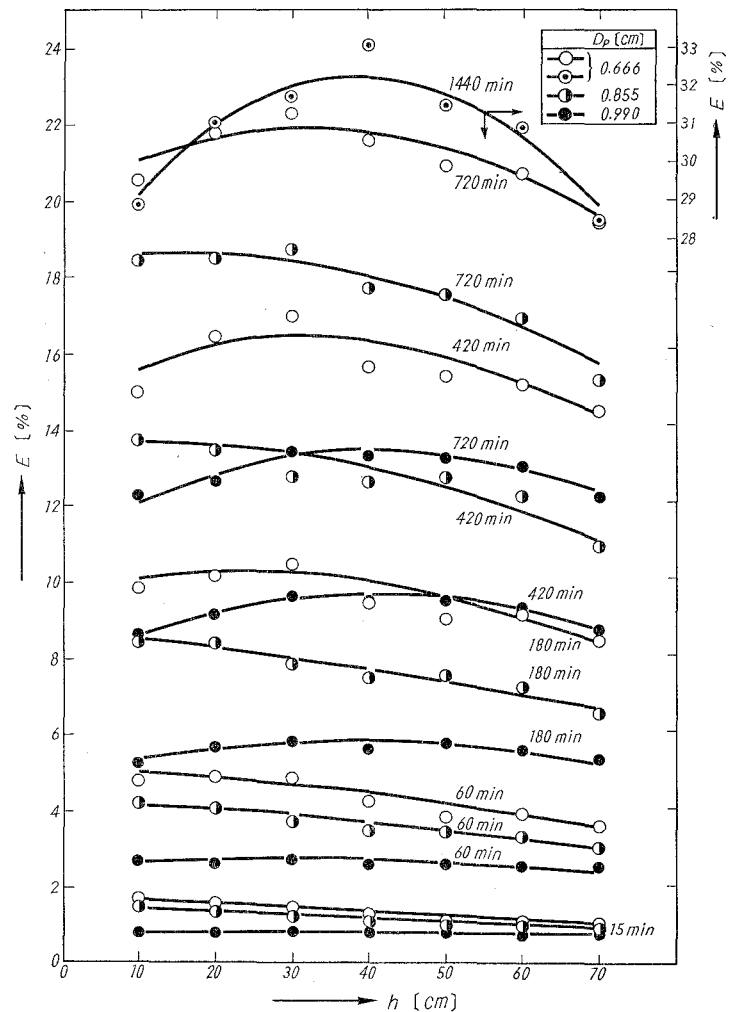 D_P [cm]
0.666
0.855
0.990
E [%]
24
22
20
18
16
14
12
10
8
6
4
2
0
33
32
31
30
29
28
E [%]
1440 min
720 min
720 min
420 min
720 min
420 min
420 min
180 min
180 min
180 min
60 min
60 min
60 min
15 min
0 10 20 30 40 50 60 70
h [cm]